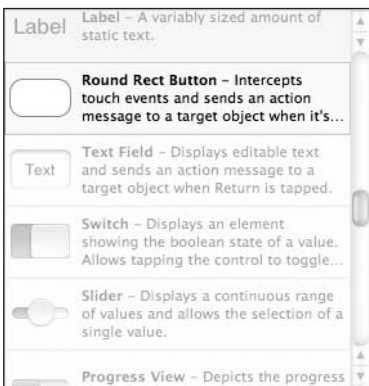 Label
Label – A variably sized amount of
static text.
Round Rect Button – Intercepts
touch events and sends an action
message to a target object when it's...
Text
Text Field – Displays editable text
and sends an action message to a
target object when Return is tapped.
Switch – Displays an element
showing the boolean state of a value.
Allows tapping the control to toggle...
Slider – Displays a continuous range
of values and allows the selection of a
single value.
Progress View – Depicts the progress